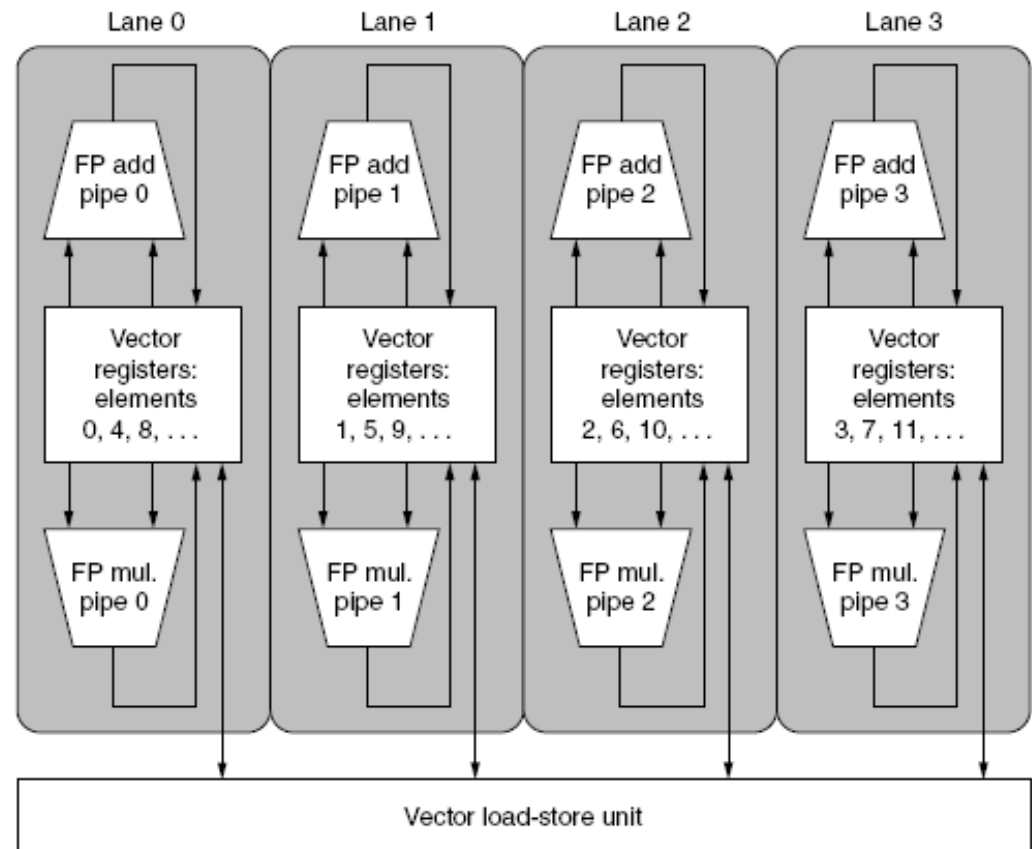 Lane 0
Lane 1
Lane 2
Lane 3
FP add
pipe 0
FP add
pipe 1
FP add
pipe 2
FP add
pipe 3
Vector
registers:
elements
0, 4, 8, . . .
Vector
registers:
elements
1, 5, 9, . . .
Vector
registers:
elements
2, 6, 10, . . .
Vector
registers:
elements
3, 7, 11, . . .
FP mul.
pipe 0
FP mul.
pipe 1
FP mul.
pipe 2
FP mul.
pipe 3
Vector load-store unit